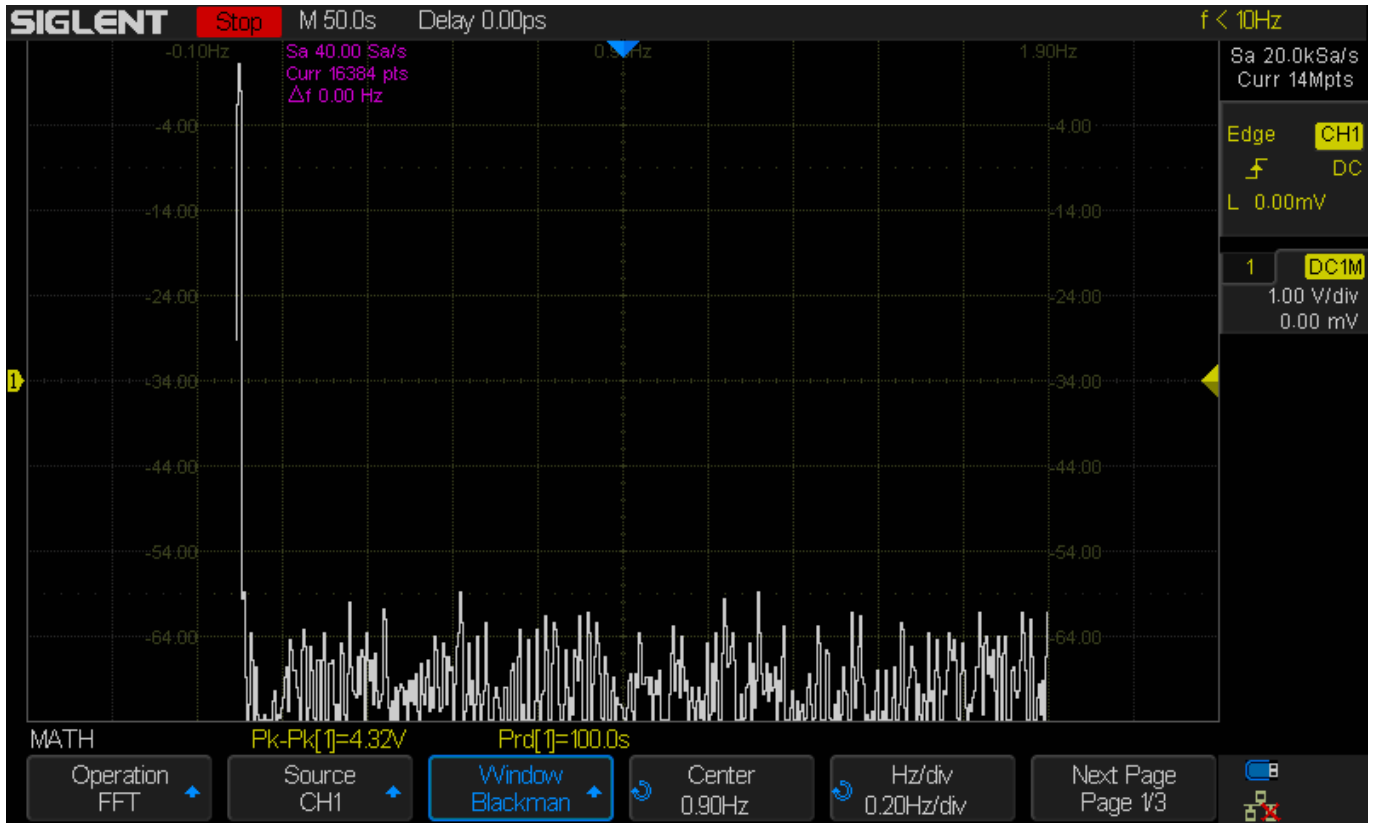 SIGLENT Stop M 50.0s Delay 0.00ps f < 10Hz
-0.10Hz Sa 40.00 Sa/s 1.90Hz Sa 20.0kSa/s
Curr 16384 pts Curr 14Mpts
△f 0.00 Hz
-4.00 -4.00 Edge CH1
DC
-14.00 -14.00 L 0.00mV
1 DC1M
-24.00 -24.00 1.00 V/div
0.00 mV
1 -34.00 -34.00
-44.00 -44.00
-54.00 -54.00
-64.00 -64.00
MATH Pk-Pk[1]=4.32V Prd[1]=100.0s
Operation Source Window Center Hz/div Next Page
FFT CH1 Blackman 0.90Hz 0.20Hz/div Page 1/3